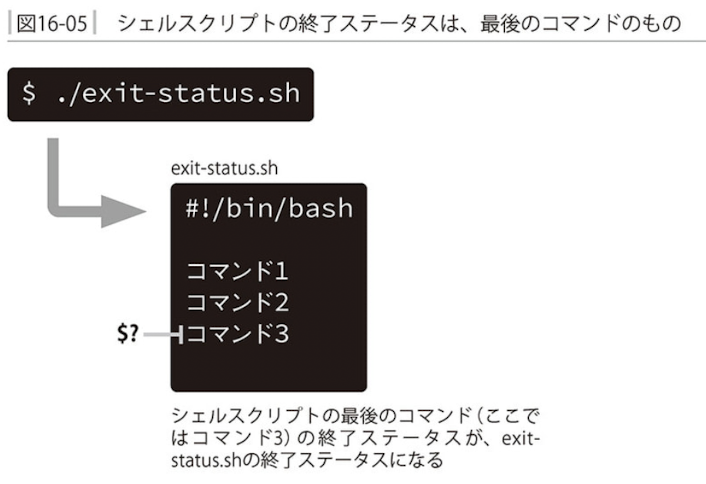 図16-05 シェルスクリプトの終了ステータスは、最後のコマンドのもの
$ ./exit-status.sh
exit-status.sh
#!/bin/bash
コマンド1
コマンド2
$? コマンド3
シェルスクリプトの最後のコマンド（ここで
はコマンド3）の終了ステータスが、exit-
status.shの終了ステータスになる